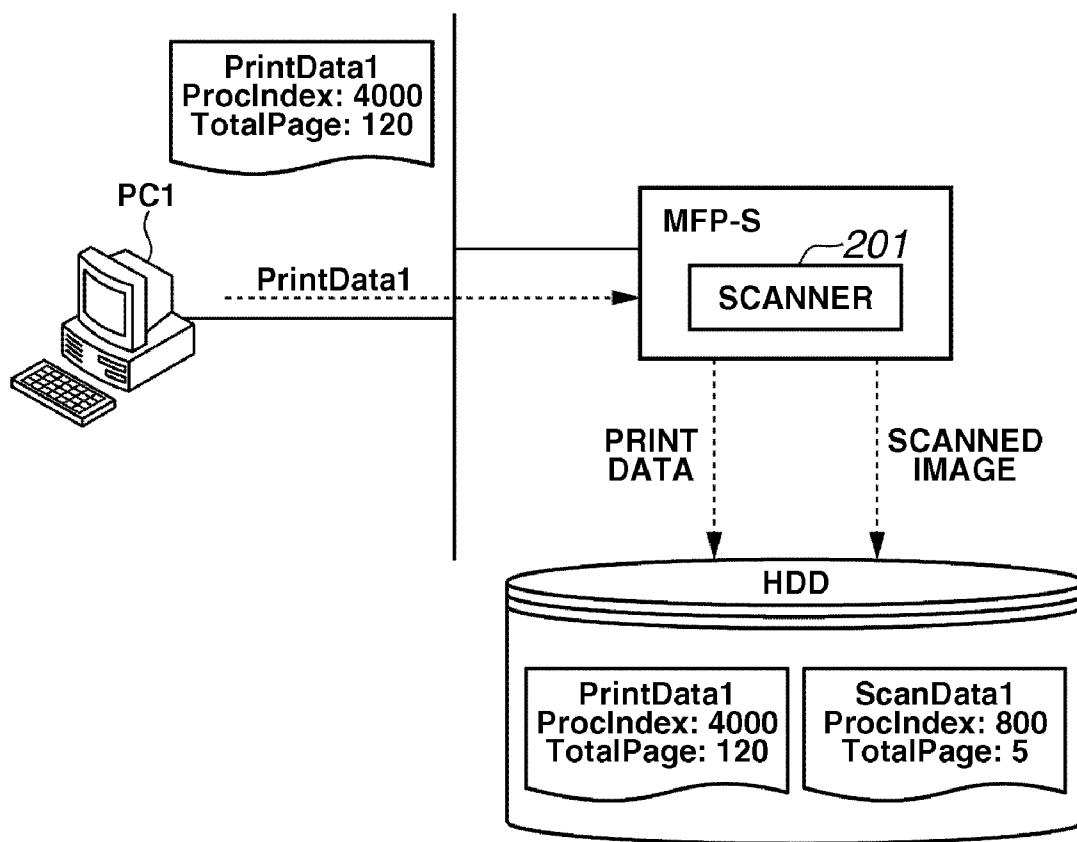 PrintData1
ProcIndex: 4000
TotalPage: 120
PC1
PrintData1
MFP-S
201
SCANNER
PRINT
DATA
SCANNED
IMAGE
HDD
PrintData1
ProcIndex: 4000
TotalPage: 120
ScanData1
ProcIndex: 800
TotalPage: 5